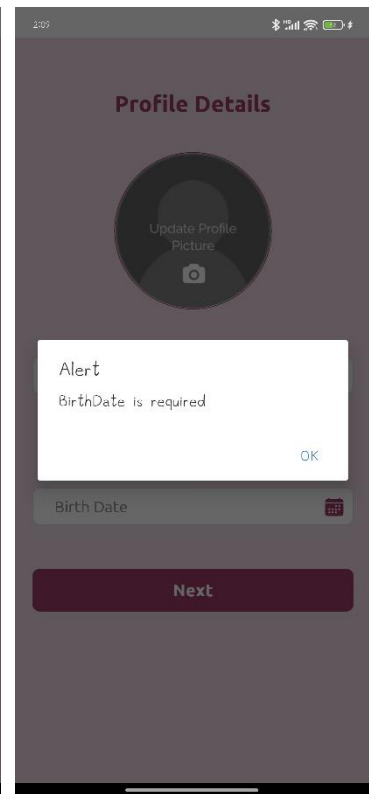 2:09
Profile Details
Update Profile
Picture
Alert
BirthDate is required
OK
Birth Date
Next